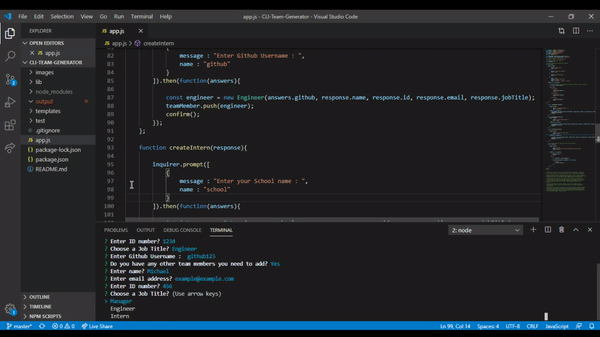 File Edit Selection View Go Run Terminal Help app.js - CLI-Team-Generator - Visual Studio Code
EXPLORER
OPEN EDITORS
app.js
CLI-TEAM-GENERATOR
images
lib
node_modules
output
templates
test
.gitignore
app.js
package-lock.json
package.json
README.md
OUTLINE
TIMELINE
NPM SCRIPTS
app.js
app.js > createIntern
82 message : "Enter Github Username : ",
83 name : "github"
84 }
85 ]).then(function(answers){
86
87 const engineer = new Engineer(answers.github, response.name, response.id, response.email, response.jobTitle);
88 teamMember.push(engineer);
89 confirm();
90 });
91 };
92
93 function createIntern(response){
94
95 inquirer.prompt([
96 {
97 message : "Enter your School name : ",
98 name : "school"
99 }
100 ]).then(function(answers){
101
PROBLEMS OUTPUT DEBUG CONSOLE TERMINAL 2: node
? Enter ID number? 1234
? Choose a Job Title? Engineer
? Enter Github Username : github123
? Do you have any other team members you need to add? Yes
? Enter name? Michael
? Enter email address? example@example.com
? Enter ID number? 456
? Choose a Job Title? (Use arrow keys)
> Manager
Engineer
Intern
master* 0 0 Live Share Ln 99, Col 14 Spaces: 4 UTF-8 CRLF JavaScript